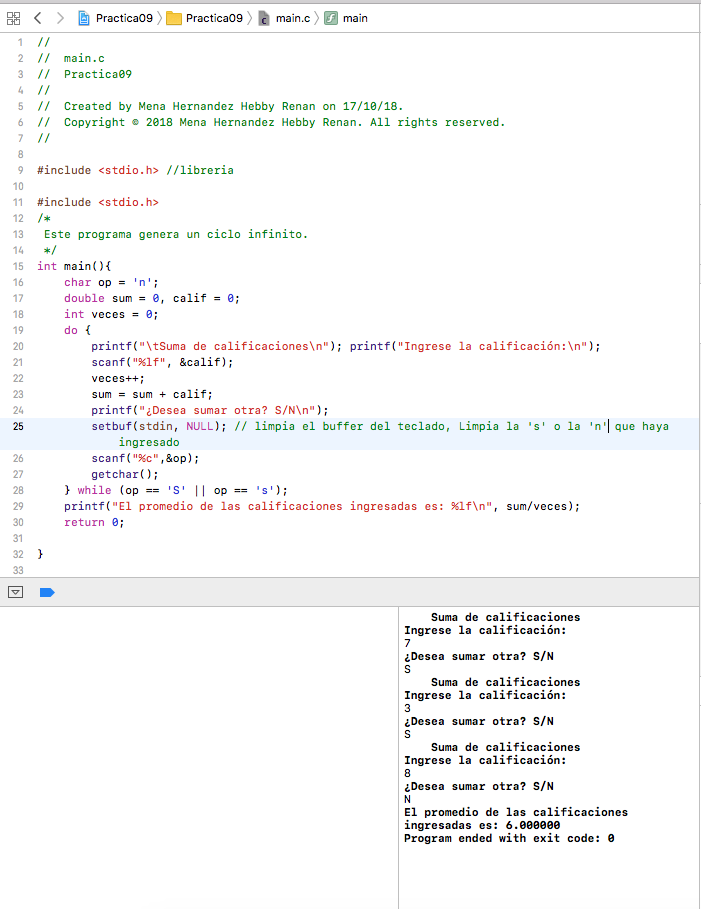 Practica09 Practica09 main.c main
1 //
2 //  main.c
3 //  Practica09
4 //
5 //  Created by Mena Hernandez Hebby Renan on 17/10/18.
6 //  Copyright © 2018 Mena Hernandez Hebby Renan. All rights reserved.
7 //
8
9 #include <stdio.h> //libreria
10
11 #include <stdio.h>
12 /*
13  Este programa genera un ciclo infinito.
14  */
15 int main(){
16     char op = 'n';
17     double sum = 0, calif = 0;
18     int veces = 0;
19     do {
20         printf("\tSuma de calificaciones\n"); printf("Ingrese la calificación:\n");
21         scanf("%lf", &calif);
22         veces++;
23         sum = sum + calif;
24         printf("¿Desea sumar otra? S/N\n");
25         setbuf(stdin, NULL); // limpia el buffer del teclado, Limpia la 's' o la 'n' que haya
ingresado
26         scanf("%c",&op);
27         getchar();
28     } while (op == 'S' || op == 's');
29     printf("El promedio de las calificaciones ingresadas es: %lf\n", sum/veces);
30     return 0;
31
32 }
33
    Suma de calificaciones
Ingrese la calificación:
7
¿Desea sumar otra? S/N
S
    Suma de calificaciones
Ingrese la calificación:
3
¿Desea sumar otra? S/N
S
    Suma de calificaciones
Ingrese la calificación:
8
¿Desea sumar otra? S/N
N
El promedio de las calificaciones
ingresadas es: 6.000000
Program ended with exit code: 0